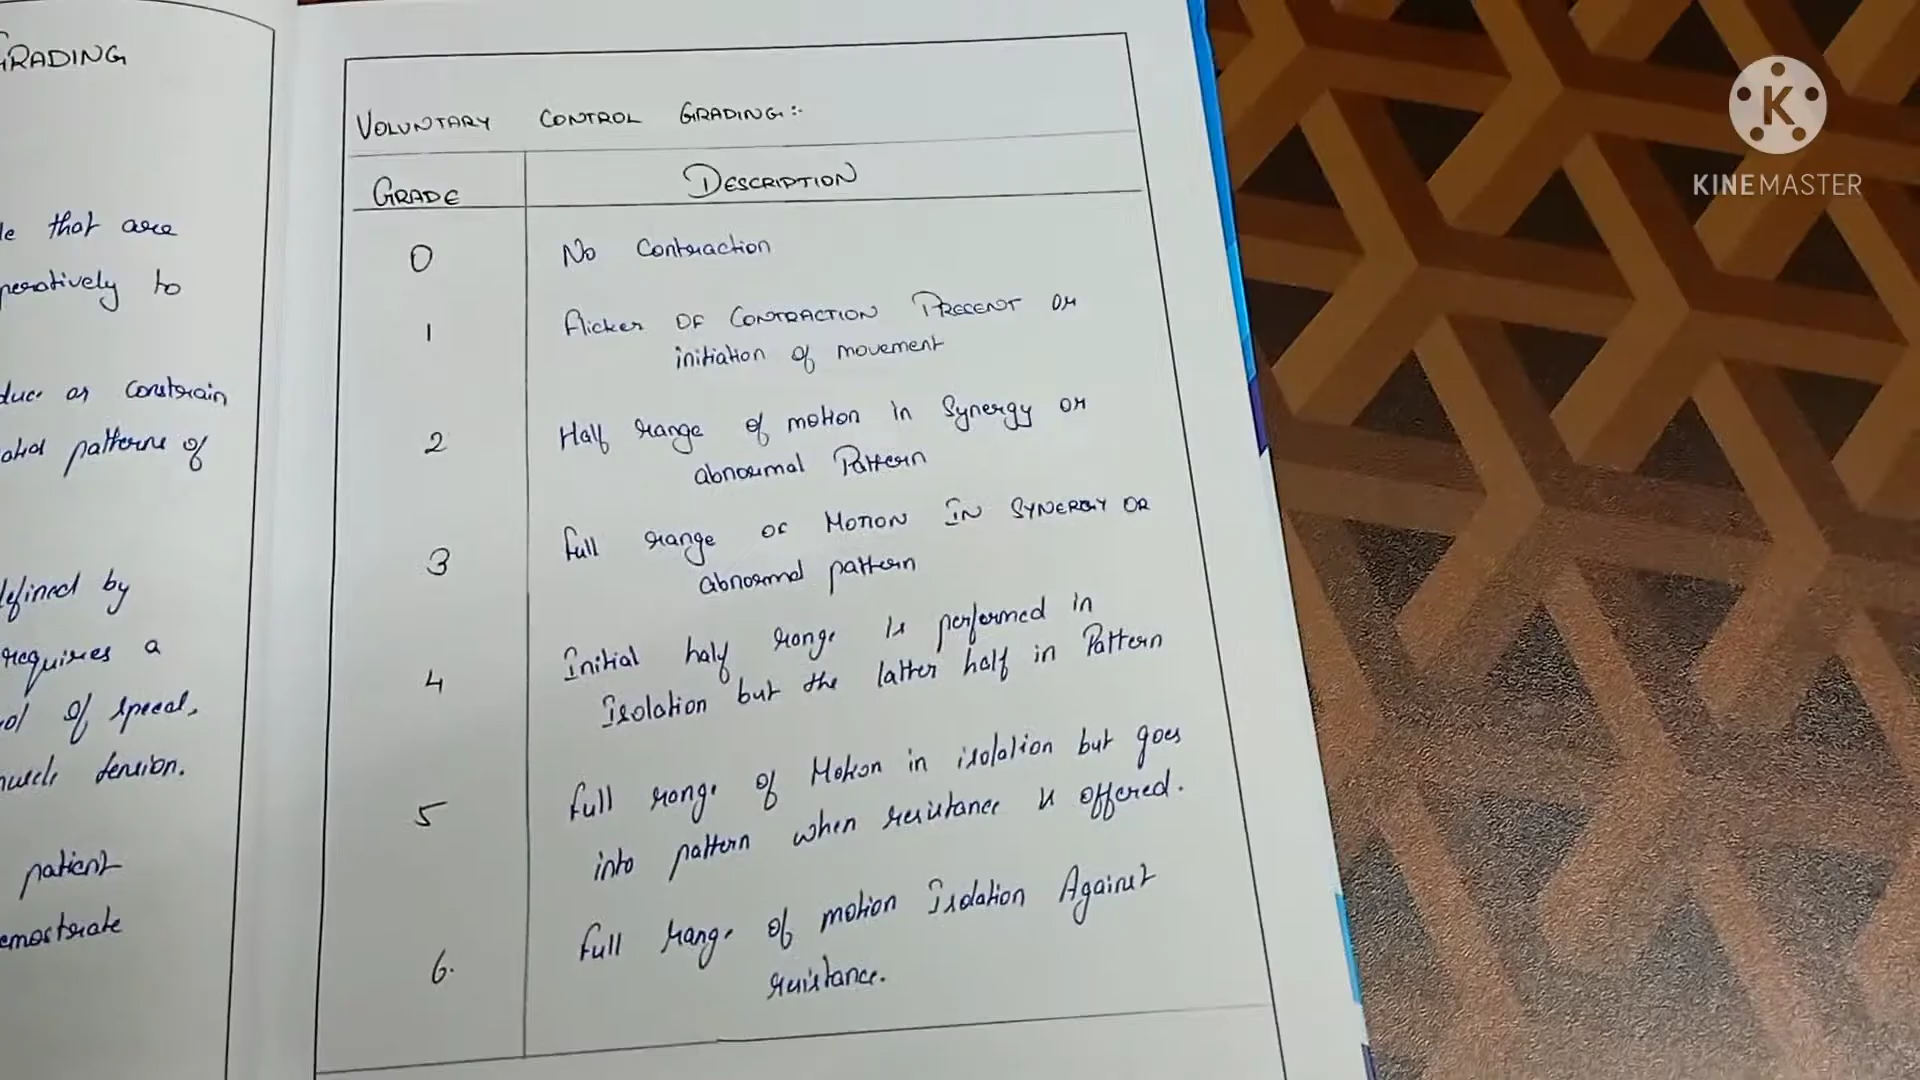 GRADING
le that are
peratively to
duce or constrain
patterns of
defined by
requires a
ol of speed,
tension.
patient
emostrate
VOLUNTARY CONTROL GRADING:-
GRADE DESCRIPTION
0 No Contraction
1 flicker OF CONTRACTION PRECENT or
initiation of movement
2 Half range of motion in Synergy or
abnormal Pattern
3 full range OF MOTION IN SYNERGY OR
abnormal pattern
4 Initial half range is performed in
Isolation but the latter half in Pattern
5 full range of Motion in isolation but goes
into pattern when resistance is offered.
6. full range of motion Isolation Against
resistance.
K
KINEMASTER